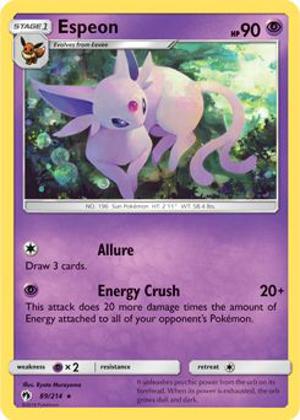 STAGE 1
Espeon
HP90
Evolves from Eevee
NO. 196 Sun Pokémon HT: 2'11" WT: 58.4 lbs.
Allure
Draw 3 cards.
Energy Crush 20+
This attack does 20 more damage times the amount of
Energy attached to all of your opponent's Pokémon.
weakness ×2 resistance retreat
Illus. Kyoko Murayama
89/214
It unleashes psychic power from the orb on its
forehead. When its power is exhausted, the orb
grows dull and dark.